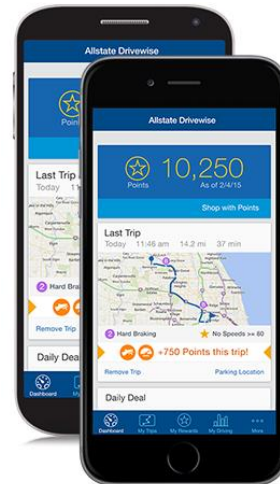 Allstate Drivewise
Points
Last Trip
Today
Remove Trip
Daily Deal
Dashboard
Allstate Drivewise
10,250
Points
As of 2/4/15
Shop with Points
Last Trip
Today 11:46 am 14.2 mi 37 min
2 Hard Braking
No Speeds >= 80
+750 Points this trip!
Remove Trip
Parking Location
Daily Deal
Dashboard
My Trips
My Rewards
My Driving
More